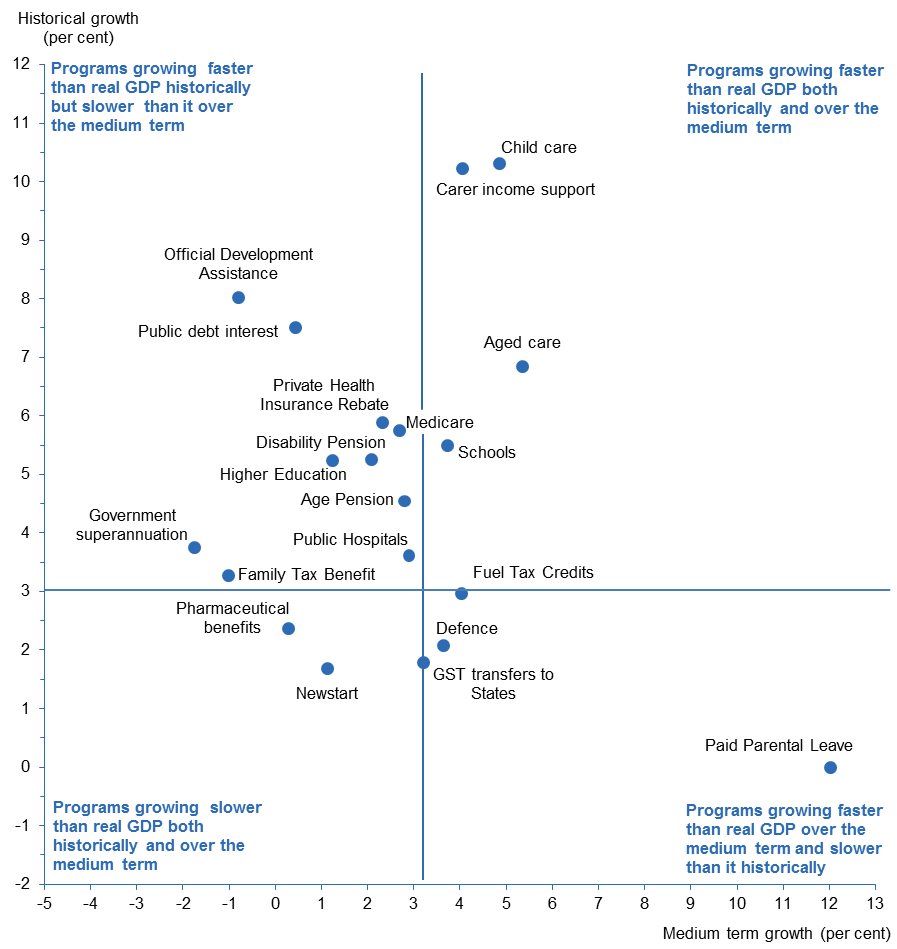 Historical growth
(per cent)
12
Programs growing faster
than real GDP historically
but slower than it over
the medium term
Programs growing faster
than real GDP both
historically and over the
medium term
11
Child care
10
Carer income support
9
Official Development
Assistance
8
Public debt interest
7
Aged care
Private Health
Insurance Rebate
6
Medicare
Disability Pension
Schools
5
Higher Education
Age Pension
Government
superannuation
4
Public Hospitals
Family Tax Benefit
Fuel Tax Credits
3
Pharmaceutical
benefits
Defence
2
GST transfers to
States
Newstart
1
Paid Parental Leave
0
Programs growing slower
than real GDP both
historically and over the
medium term
Programs growing faster
than real GDP over the
medium term and slower
than it historically
-1
-2
-5 -4 -3 -2 -1 0 1 2 3 4 5 6 7 8 9 10 11 12 13
Medium term growth (per cent)